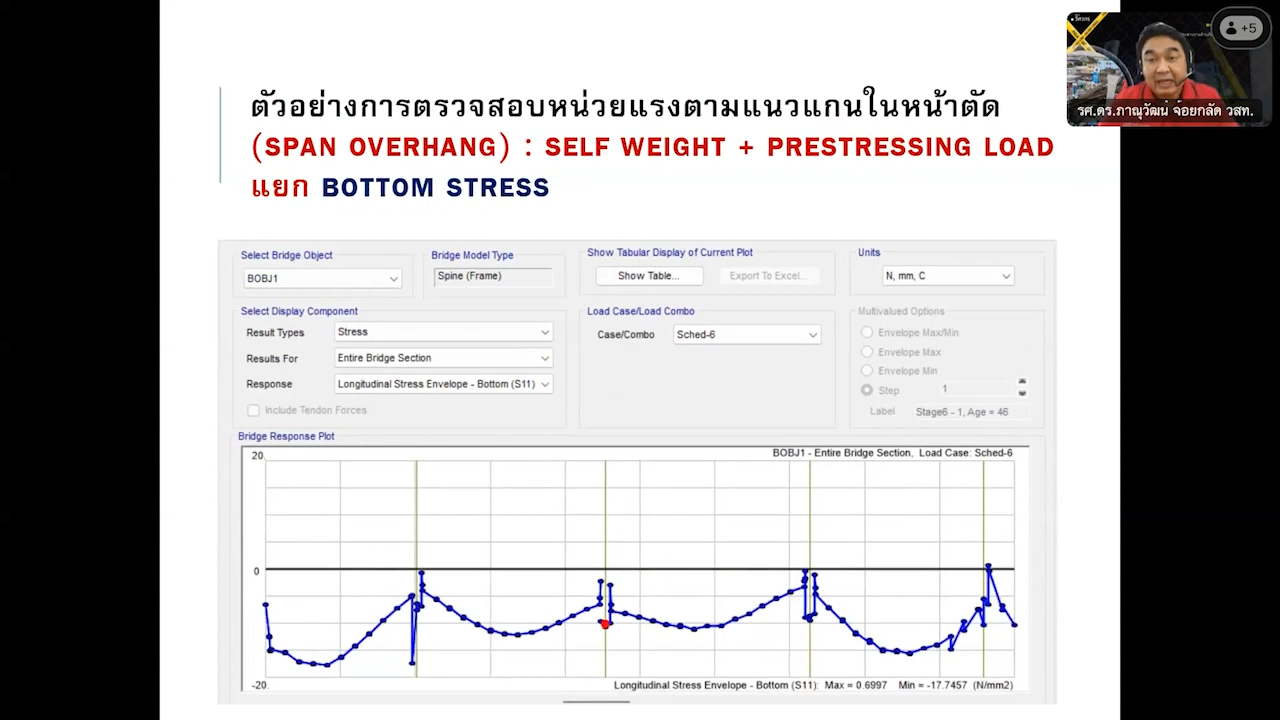 ตัวอย่างการตรวจสอบหน่วยแรงตามแนวแกนในหน้าตัด
(SPAN OVERHANG) : SELF WEIGHT + PRESTRESSING LOAD
แยก BOTTOM STRESS
+5
รศ.ดร.ภาณุวัฒน์ จ้อยกลัด วสท.
Select Bridge Object
BOBJ1
Bridge Model Type
Spine (Frame)
Show Tabular Display of Current Plot
Show Table...
Export To Excel...
Units
N, mm, C
Select Display Component
Result Types
Stress
Results For
Entire Bridge Section
Response
Longitudinal Stress Envelope - Bottom (S11)
Include Tendon Forces
Load Case/Load Combo
Case/Combo
Sched-6
Multivalued Options
Envelope Max/Min
Envelope Max
Envelope Min
Step
1
Label
Stage6 - 1, Age = 46
Bridge Response Plot
20.
BOBJ1 - Entire Bridge Section, Load Case: Sched-6
0
-20.
Longitudinal Stress Envelope - Bottom (S11): Max = 0.6997 Min = -17.7457 (N/mm2)